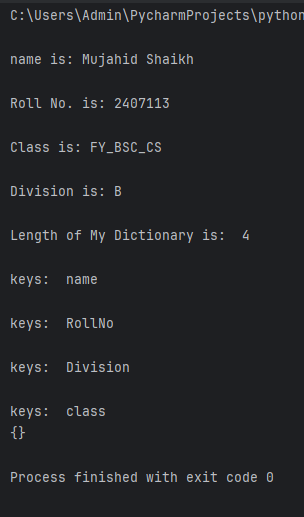 C:\Users\Admin\PycharmProjects\python
name is: Mujahid Shaikh
Roll No. is: 2407113
Class is: FY_BSC_CS
Division is: B
Length of My Dictionary is:  4
keys:  name
keys:  RollNo
keys:  Division
keys:  class
{}
Process finished with exit code 0